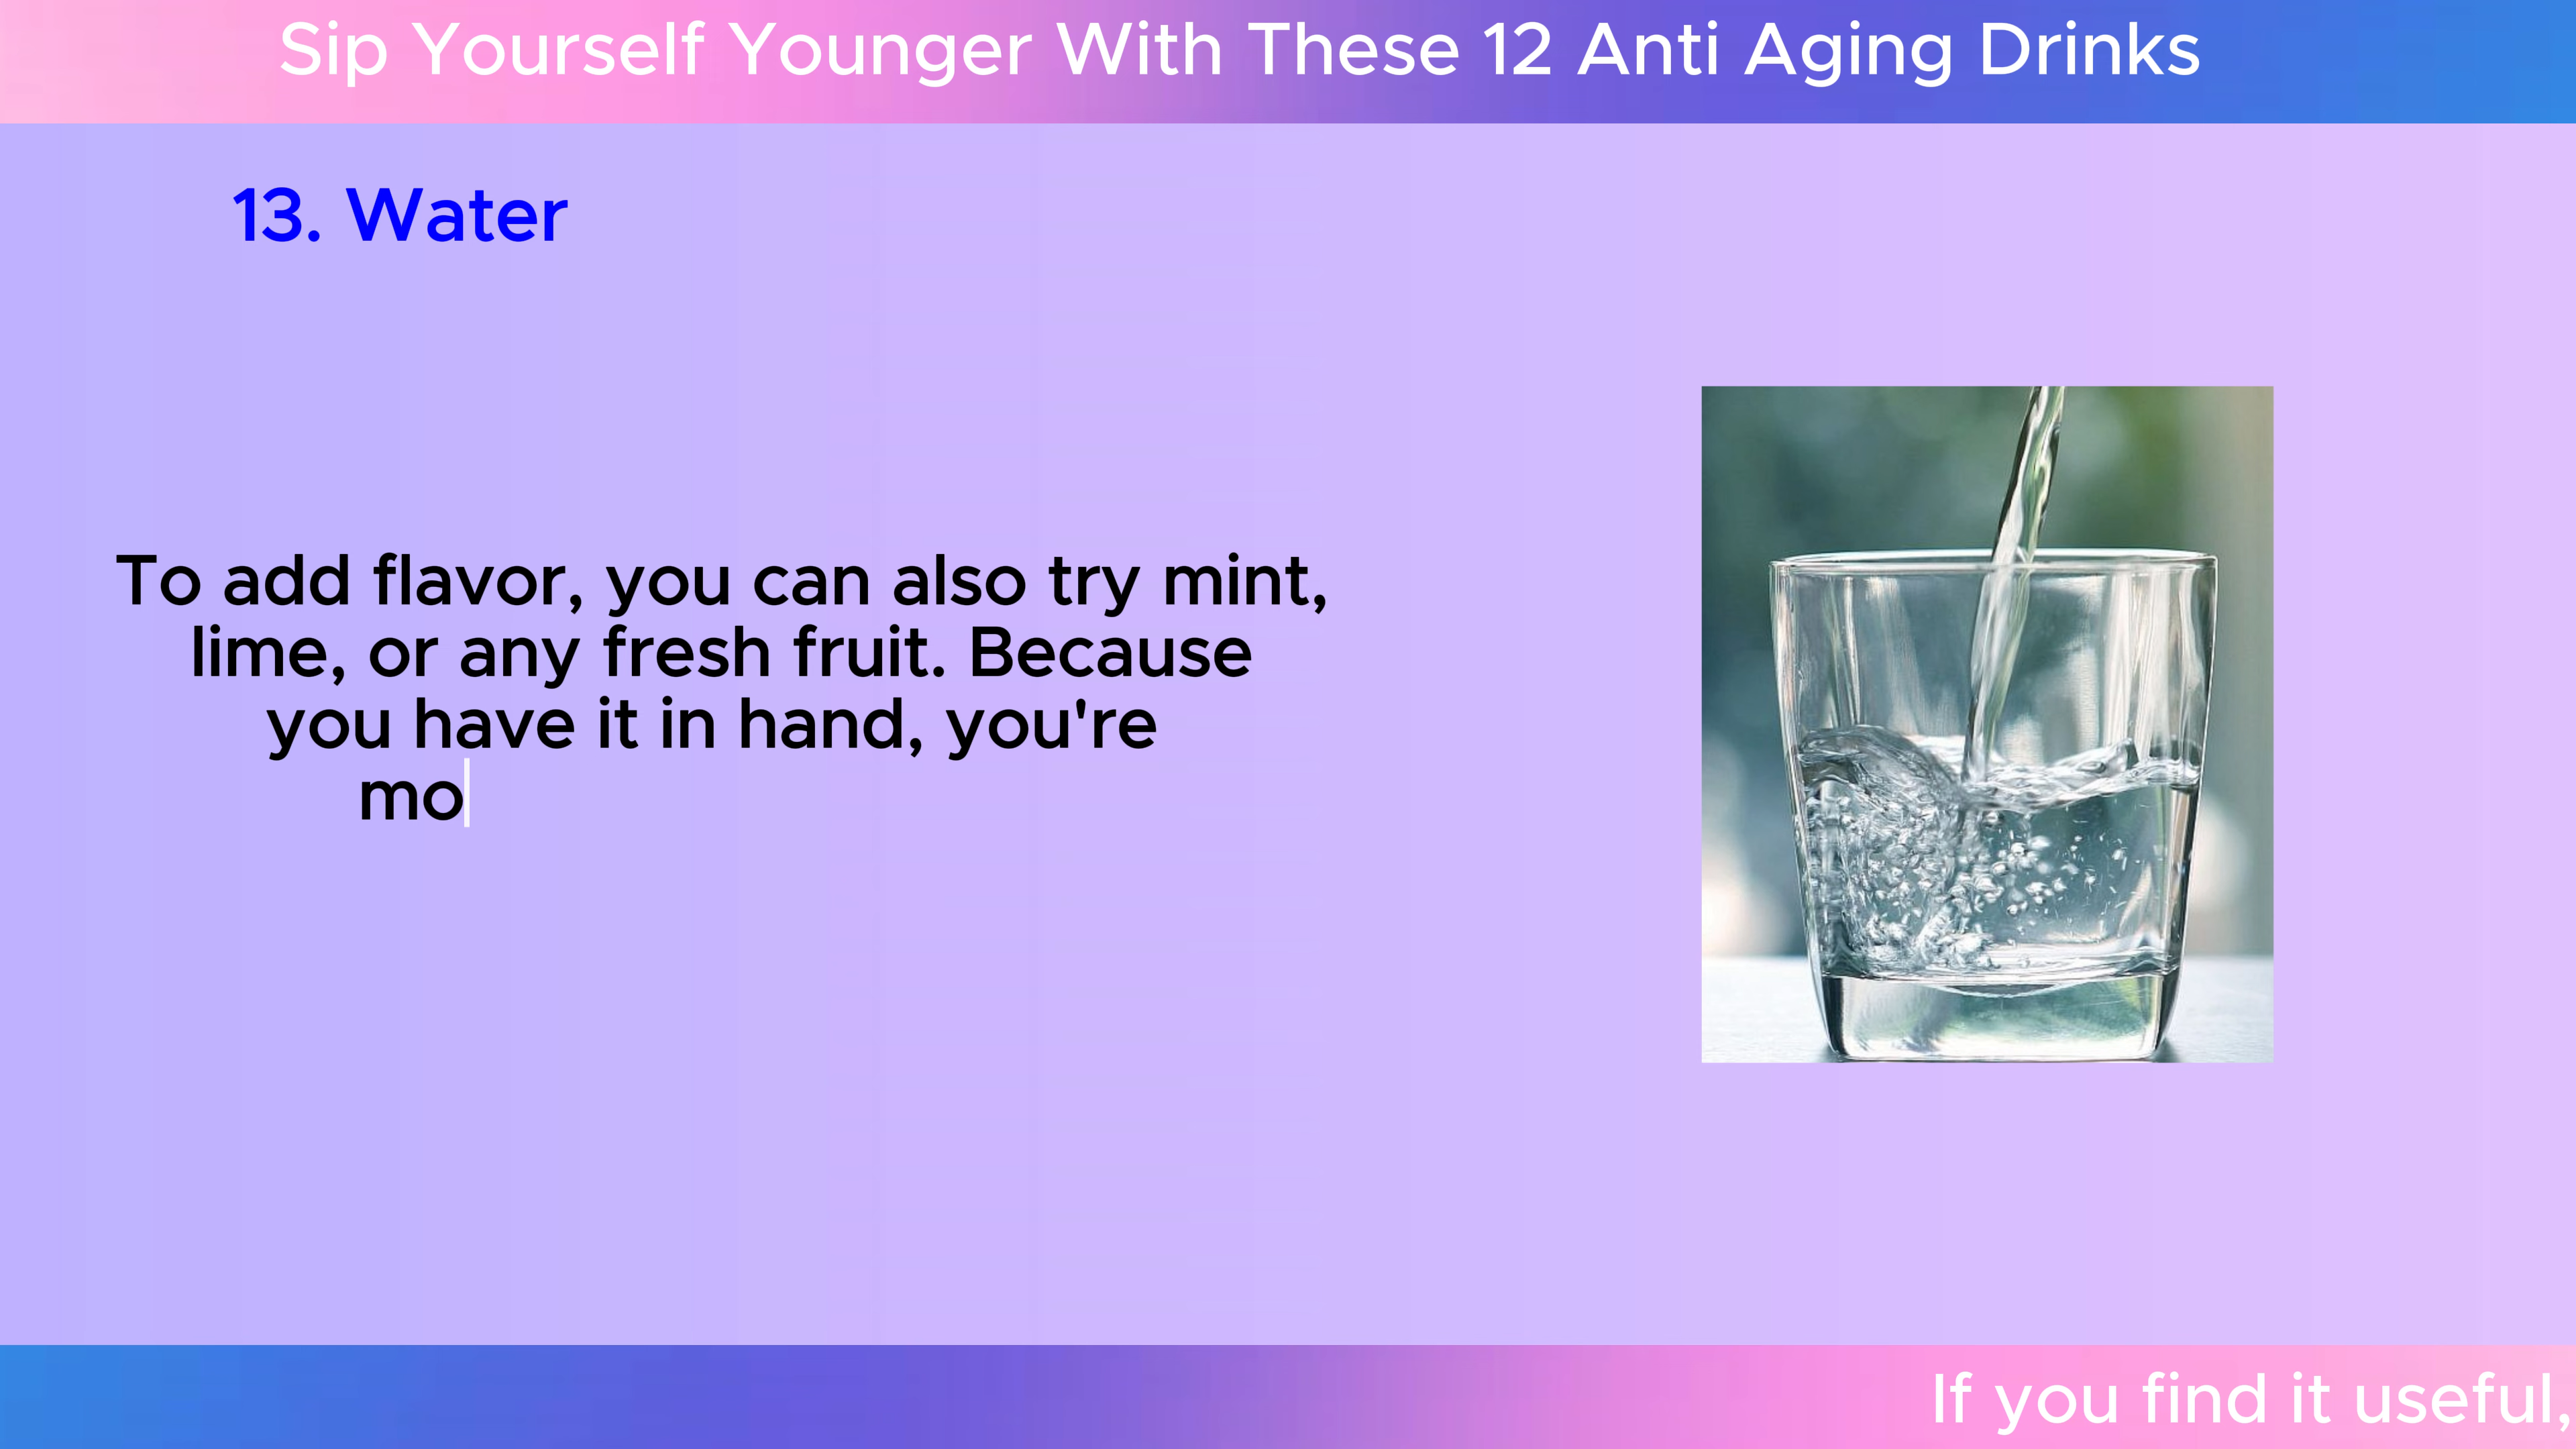 Sip Yourself Younger With These 12 Anti Aging Drinks
13. Water
To add flavor, you can also try mint,
lime, or any fresh fruit. Because
you have it in hand, you're
mo
If you find it useful,